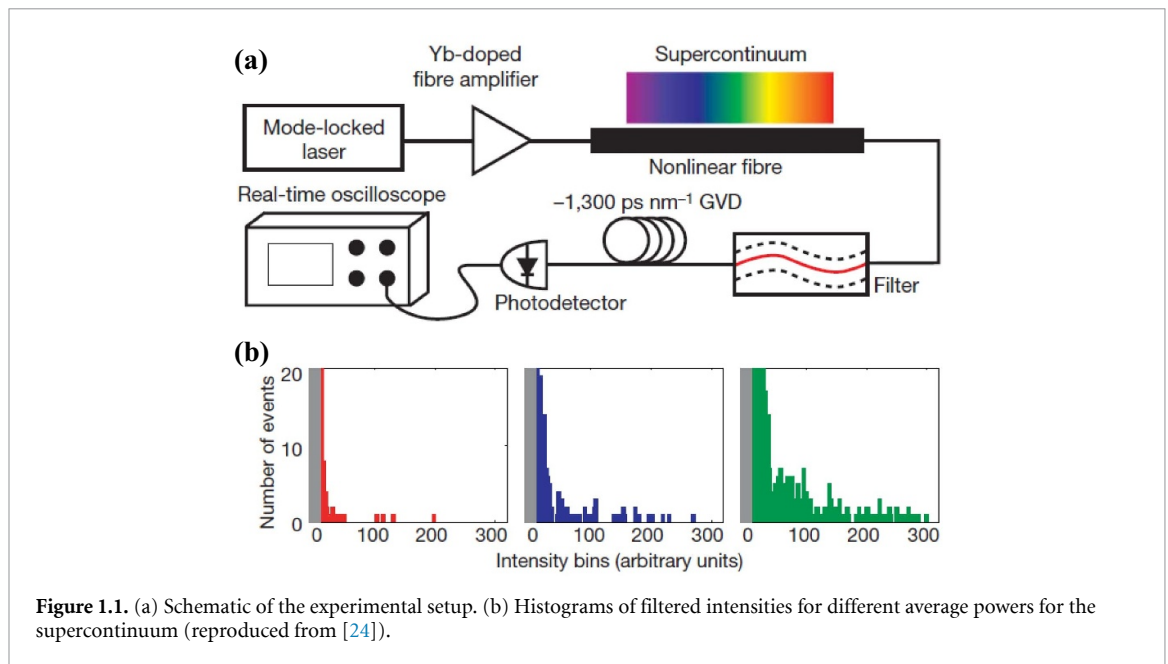 (a)
Yb-doped
fibre amplifier
Supercontinuum
Mode-locked
laser
Nonlinear fibre
Real-time oscilloscope
–1,300 ps nm⁻¹ GVD
Photodetector
Filter
(b)
Number of events
20
10
0
0 100 200 300
0 100 200 300
0 100 200 300
Intensity bins (arbitrary units)
Figure 1.1. (a) Schematic of the experimental setup. (b) Histograms of filtered intensities for different average powers for the
supercontinuum (reproduced from [24]).